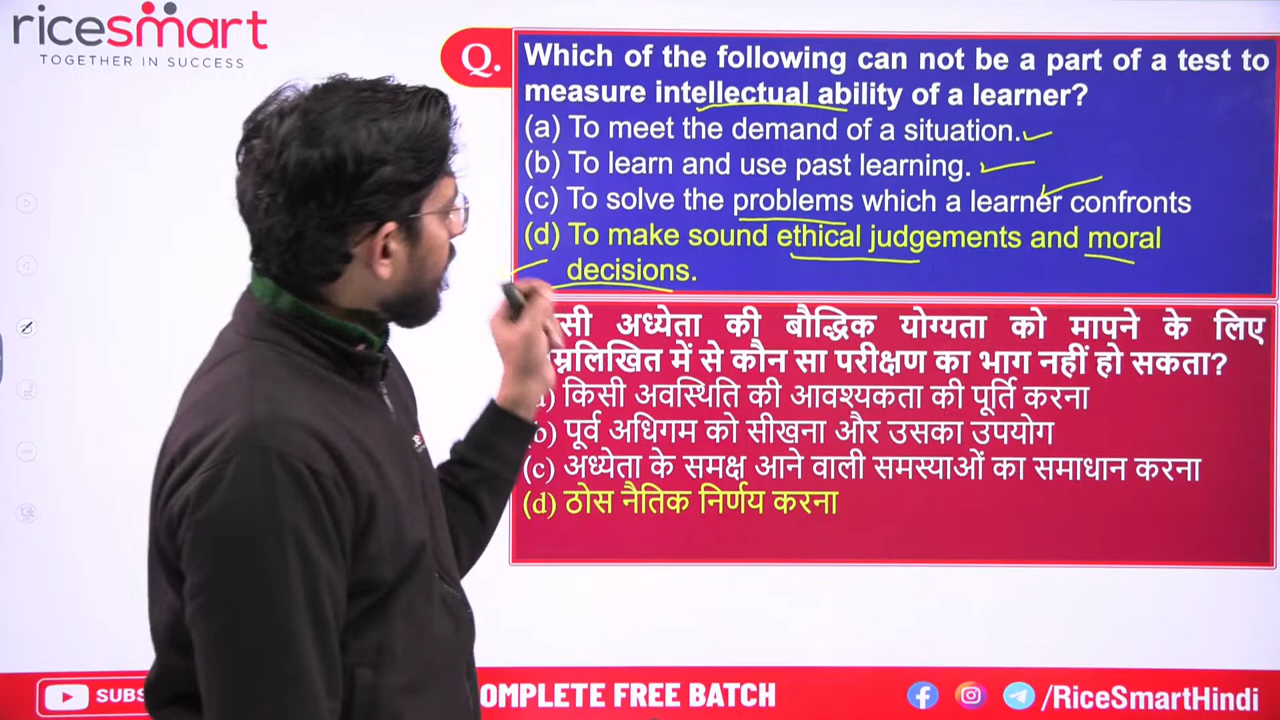 ricesmart
TOGETHER IN SUCCESS
Q.
Which of the following can not be a part of a test to
measure intellectual ability of a learner?
(a) To meet the demand of a situation.
(b) To learn and use past learning.
(c) To solve the problems which a learner confronts
(d) To make sound ethical judgements and moral
decisions.
अध्येता की बौद्धिक योग्यता को मापने के लिए
में से कौन सा परीक्षण का भाग नहीं हो सकता?
किसी अवस्थिति की आवश्यकता की पूर्ति करना
(b) पूर्व अधिगम को सीखना और उसका उपयोग
(c) अध्येता के समक्ष आने वाली समस्याओं का समाधान करना
(d) ठोस नैतिक निर्णय करना
COMPLETE FREE BATCH
/RiceSmartHindi